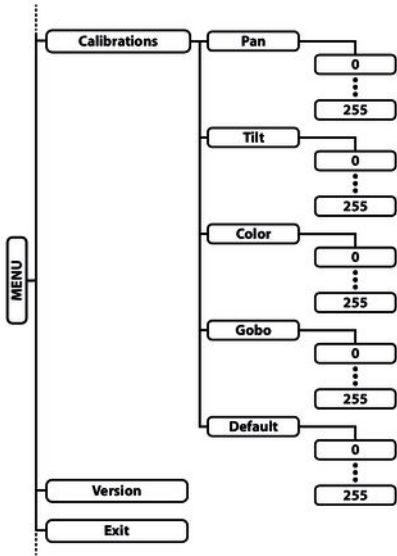 Calibrations
Pan
0
255
Tilt
0
255
Color
0
255
MENU
Gobo
0
255
Default
0
255
Version
Exit